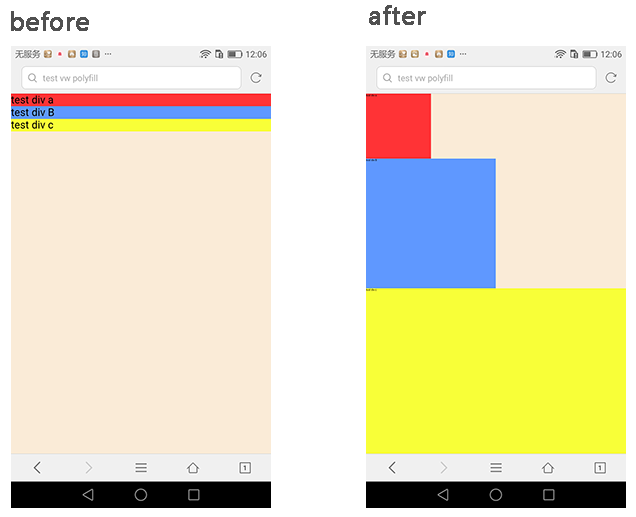 before
after
无服务 12:06
test vw polyfill
test div a
test div B
test div c
1
无服务 12:06
test vw polyfill
1